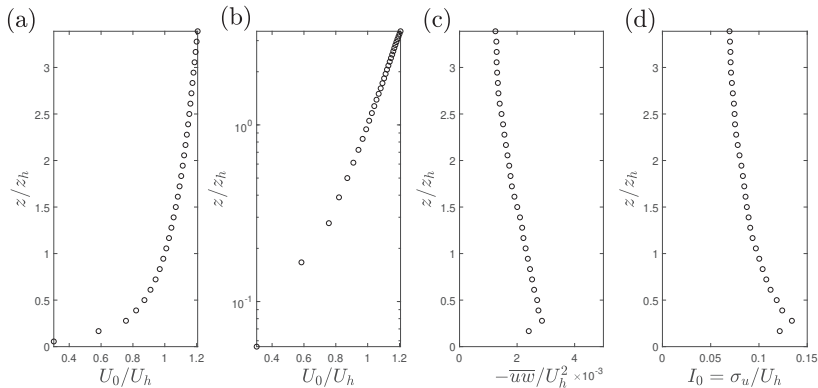 (a)
3
2.5
2
1.5
1
0.5
0
0.4 0.6 0.8 1 1.2
z/z_h
U_0/U_h
(b)
10^0
10^-1
0.4 0.6 0.8 1 1.2
z/z_h
U_0/U_h
(c)
3
2.5
2
1.5
1
0.5
0
0 2 4
z/z_h
−\overline{uw}/U_h^2 ×10^-3
(d)
3
2.5
2
1.5
1
0.5
0
0 0.05 0.1 0.15
z/z_h
I_0 = σ_u/U_h